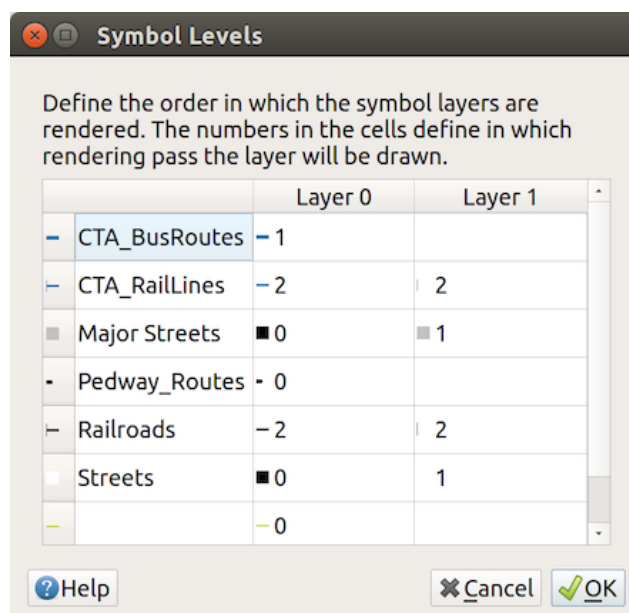 Symbol Levels
Define the order in which the symbol layers are
rendered. The numbers in the cells define in which
rendering pass the layer will be drawn.
Layer 0 Layer 1
CTA_BusRoutes 1
CTA_RailLines 2 2
Major Streets 0 1
Pedway_Routes 0
Railroads 2 2
Streets 0 1
0
Help Cancel OK